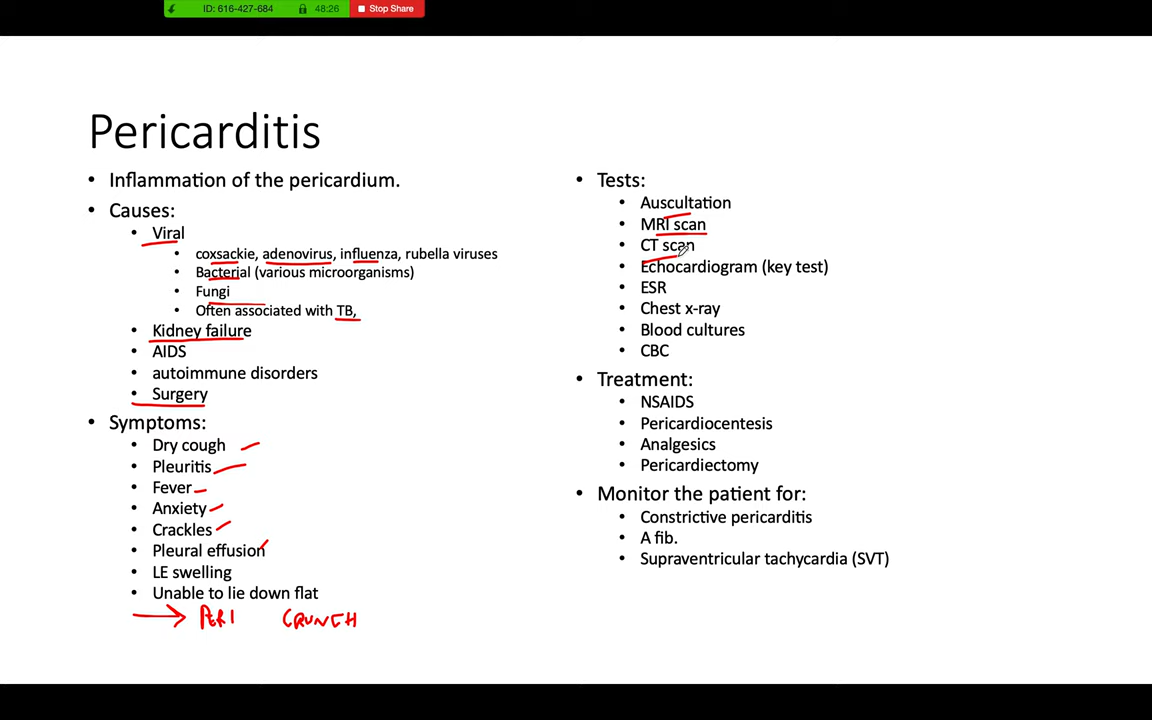 ID: 616-427-684 48:26 Stop Share
Pericarditis
• Inflammation of the pericardium.
• Causes:
• Viral
• coxsackie, adenovirus, influenza, rubella viruses
• Bacterial (various microorganisms)
• Fungi
• Often associated with TB,
• Kidney failure
• AIDS
• autoimmune disorders
• Surgery
• Symptoms:
• Dry cough
• Pleuritis
• Fever
• Anxiety
• Crackles
• Pleural effusion
• LE swelling
• Unable to lie down flat
PERI CRUNCH
• Tests:
• Auscultation
• MRI scan
• CT scan
• Echocardiogram (key test)
• ESR
• Chest x-ray
• Blood cultures
• CBC
• Treatment:
• NSAIDS
• Pericardiocentesis
• Analgesics
• Pericardiectomy
• Monitor the patient for:
• Constrictive pericarditis
• A fib.
• Supraventricular tachycardia (SVT)